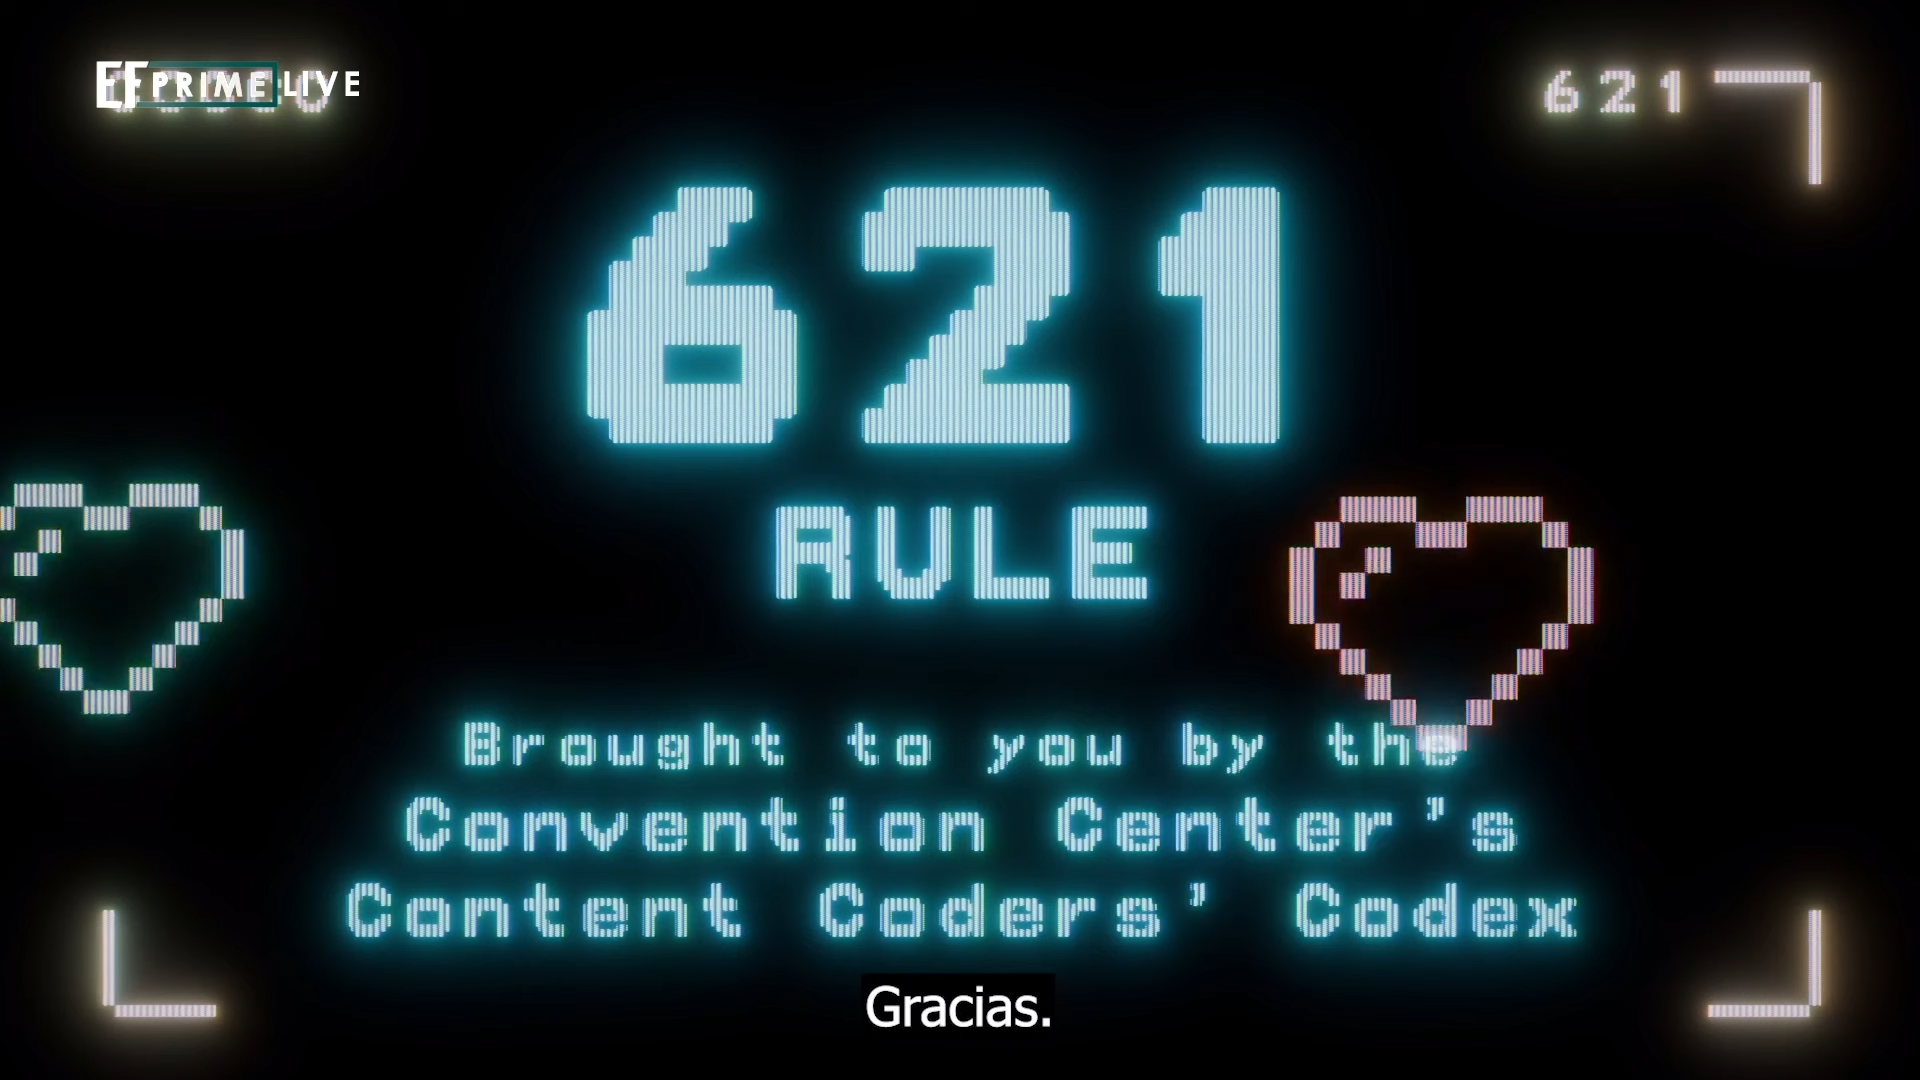 EF PRIME LIVE
621
621
RULE
Brought to you by the
Convention Center's
Content Coders' Codex
Gracias.